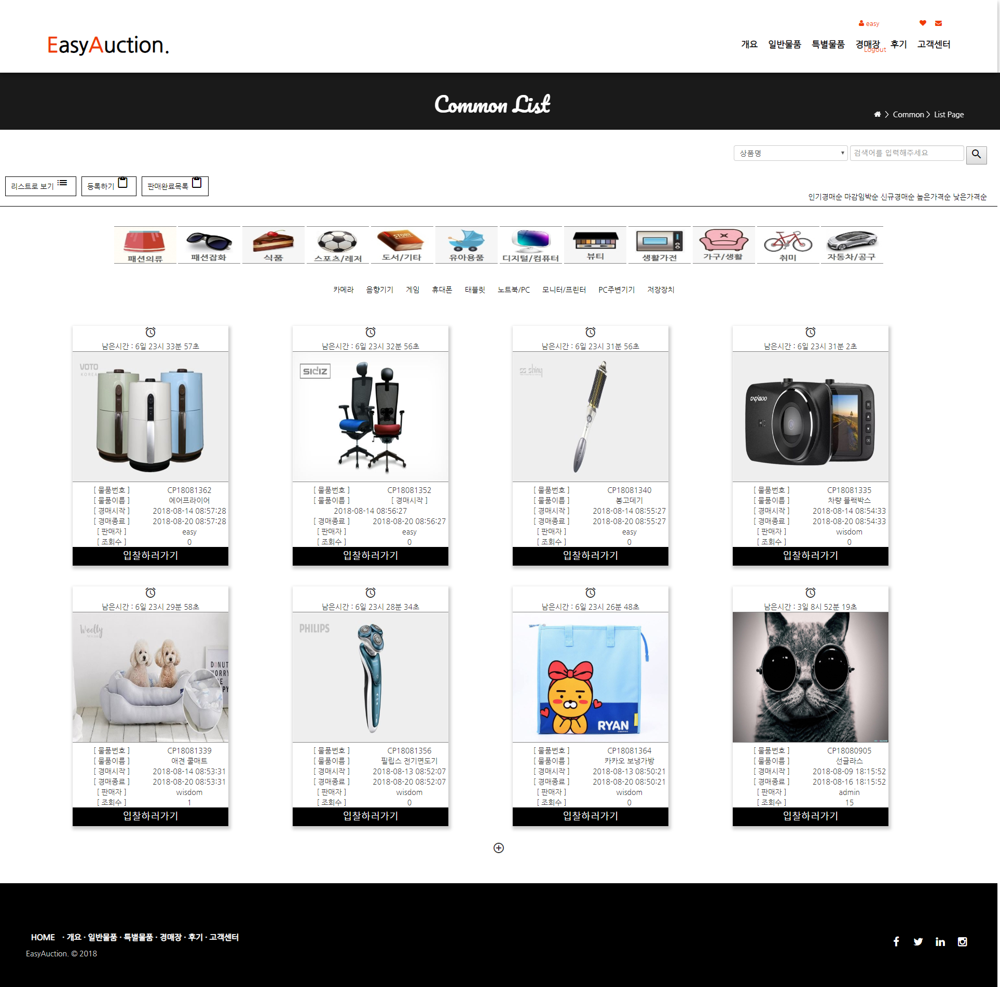 easy
EasyAuction.
개요 일반물품 특별물품 경매장 후기 고객센터
Logout
Common List
> Common > List Page
상품명 검색어를 입력해주세요
리스트로 보기 등록하기 판매완료목록
인기경매순 마감임박순 신규경매순 높은가격순 낮은가격순
패션의류 패션잡화 식품 스포츠/레저 도서/기타 유아용품 디지털/컴퓨터 뷰티 생활가전 가구/생활 취미 자동차/공구
STORY
카메라 음향기기 게임 휴대폰 태블릿 노트북/PC 모니터/프린터 PC주변기기 저장장치
남은시간 : 6일 23시 33분 57초
VOTO
KOREA
[ 물품번호 ] CP18081362
[ 물품이름 ] 에어프라이어
[ 경매시작 ] 2018-08-14 08:57:28
[ 경매종료 ] 2018-08-20 08:57:28
[ 판매자 ] easy
[ 조회수 ] 0
입찰하러가기
남은시간 : 6일 23시 32분 56초
SIDIZ
[ 물품번호 ] CP18081352
[ 물품이름 ] [ 경매시작 ]
2018-08-14 08:56:27
[ 경매종료 ] 2018-08-20 08:56:27
[ 판매자 ] easy
[ 조회수 ] 0
입찰하러가기
남은시간 : 6일 23시 31분 56초
ss shiny
[ 물품번호 ] CP18081340
[ 물품이름 ] 봉고데기
[ 경매시작 ] 2018-08-14 08:55:27
[ 경매종료 ] 2018-08-20 08:55:27
[ 판매자 ] easy
[ 조회수 ] 0
입찰하러가기
남은시간 : 6일 23시 31분 2초
OK
[ 물품번호 ] CP18081335
[ 물품이름 ] 차량 블랙박스
[ 경매시작 ] 2018-08-14 08:54:33
[ 경매종료 ] 2018-08-20 08:54:33
[ 판매자 ] wisdom
[ 조회수 ] 0
입찰하러가기
남은시간 : 6일 23시 29분 58초
Woolly
DONUT
WORRY
[ 물품번호 ] CP18081339
[ 물품이름 ] 애견 쿨매트
[ 경매시작 ] 2018-08-14 08:53:31
[ 경매종료 ] 2018-08-20 08:53:31
[ 판매자 ] wisdom
[ 조회수 ] 1
입찰하러가기
남은시간 : 6일 23시 28분 34초
PHILIPS
[ 물품번호 ] CP18081356
[ 물품이름 ] 필립스 전기면도기
[ 경매시작 ] 2018-08-13 08:52:07
[ 경매종료 ] 2018-08-20 08:52:07
[ 판매자 ] wisdom
[ 조회수 ] 0
입찰하러가기
남은시간 : 6일 23시 26분 48초
RYAN
[ 물품번호 ] CP18081364
[ 물품이름 ] 카카오 보냉가방
[ 경매시작 ] 2018-08-13 08:50:21
[ 경매종료 ] 2018-08-20 08:50:21
[ 판매자 ] wisdom
[ 조회수 ] 0
입찰하러가기
남은시간 : 3일 8시 52분 19초
[ 물품번호 ] CP18080905
[ 물품이름 ] 선글라스
[ 경매시작 ] 2018-08-09 18:15:52
[ 경매종료 ] 2018-08-16 18:15:52
[ 판매자 ] admin
[ 조회수 ] 15
입찰하러가기
HOME · 개요 · 일반물품 · 특별물품 · 경매장 · 후기 · 고객센터
EasyAuction. © 2018